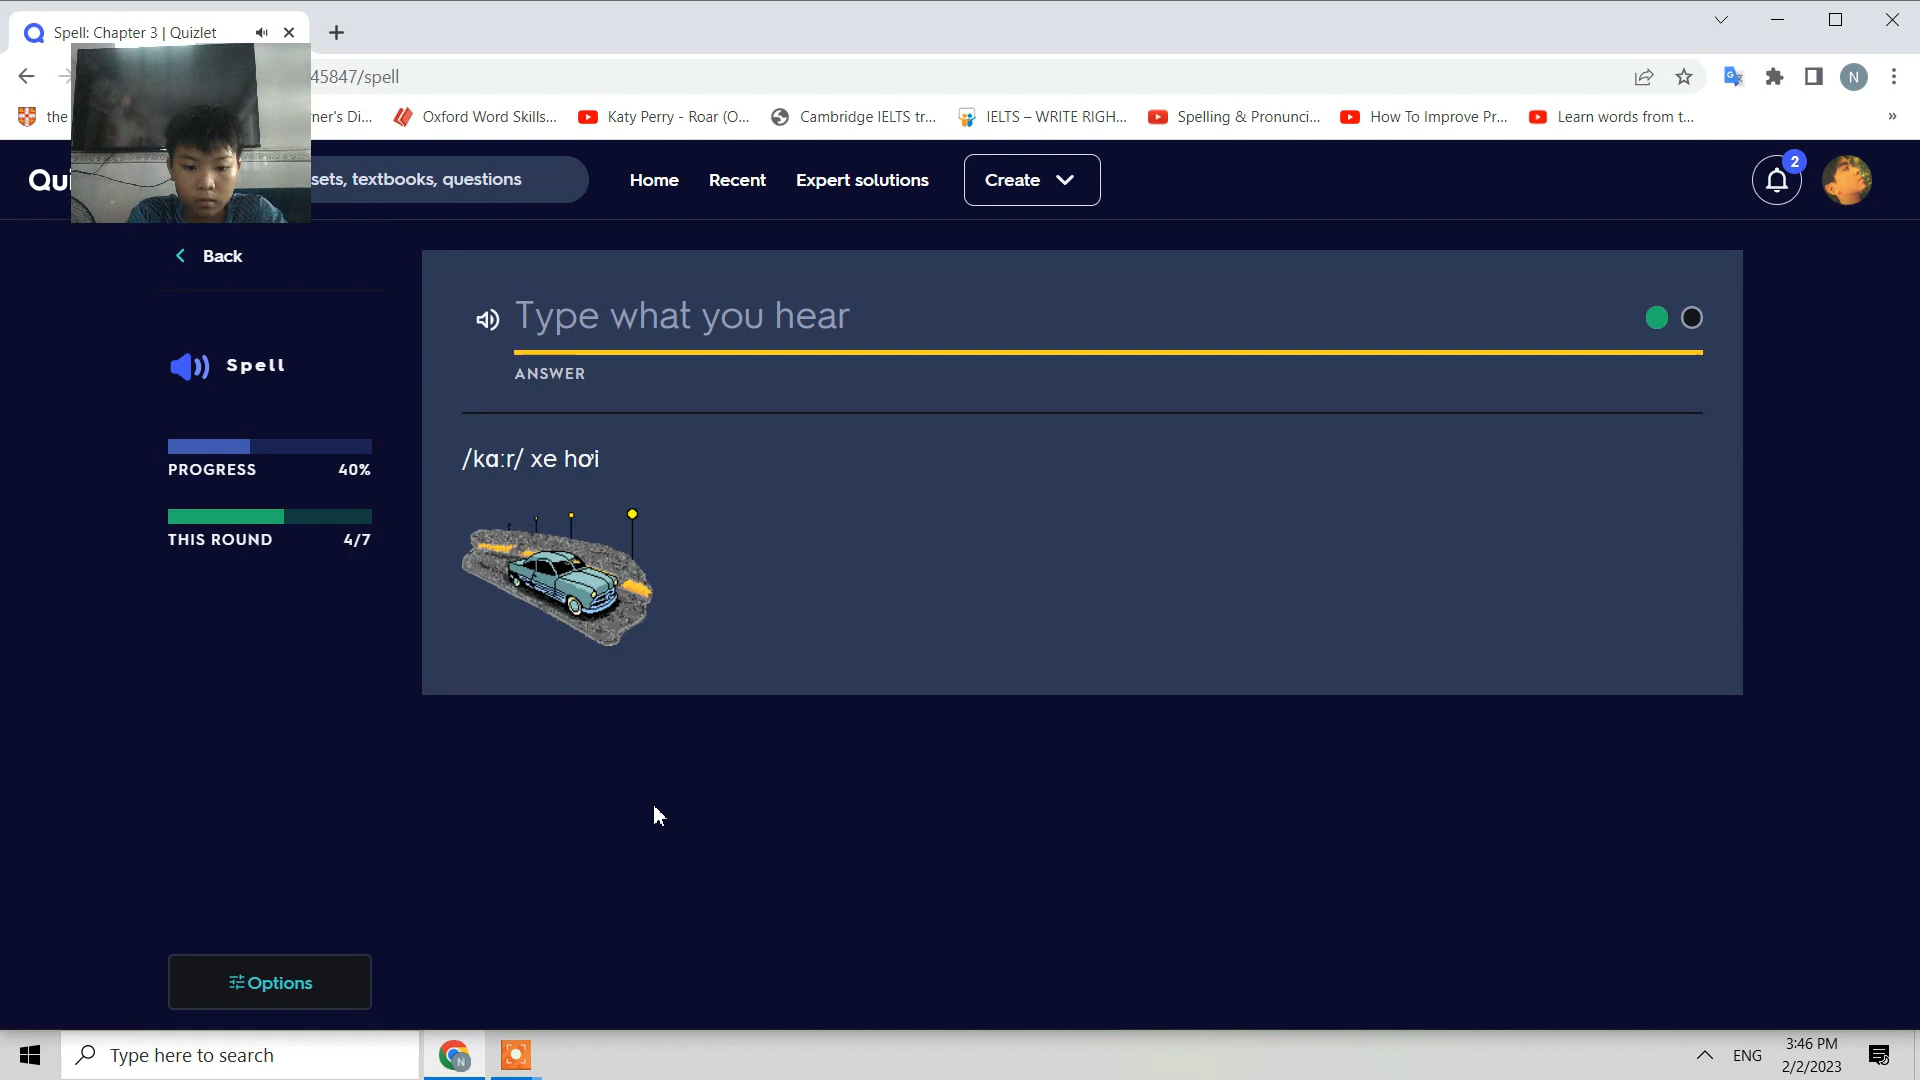 Spell: Chapter 3 | Quizlet
45847/spell
the
ner's Di...
Oxford Word Skills...
Katy Perry - Roar (O...
Cambridge IELTS tr...
IELTS – WRITE RIGH...
Spelling & Pronunci...
How To Improve Pr...
Learn words from t...
»
N
Qui
sets, textbooks, questions
Home
Recent
Expert solutions
Create
2
Back
Type what you hear
ANSWER
Spell
PROGRESS 40%
THIS ROUND 4/7
/kɑːr/ xe hơi
Options
Type here to search
N
ENG
3:46 PM
2/2/2023